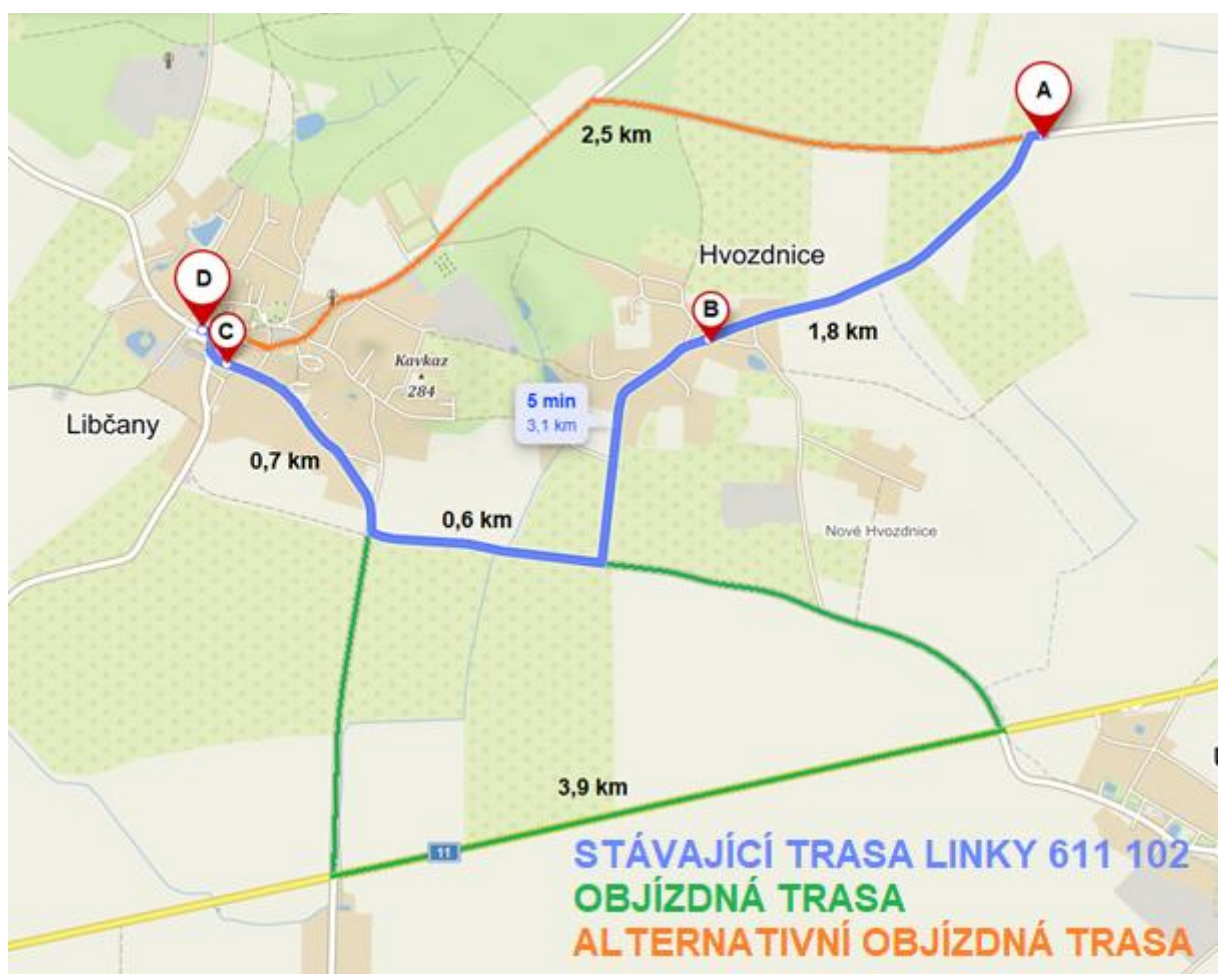 A
2,5 km
Hvozdnice
D
B
C
1,8 km
Kavkaz
284
5 min
3,1 km
Libčany
0,7 km
0,6 km
Nové Hvozdnice
3,9 km
11
STÁVAJÍCÍ TRASA LINKY 611 102
OBJÍZDNÁ TRASA
ALTERNATIVNÍ OBJÍZDNÁ TRASA